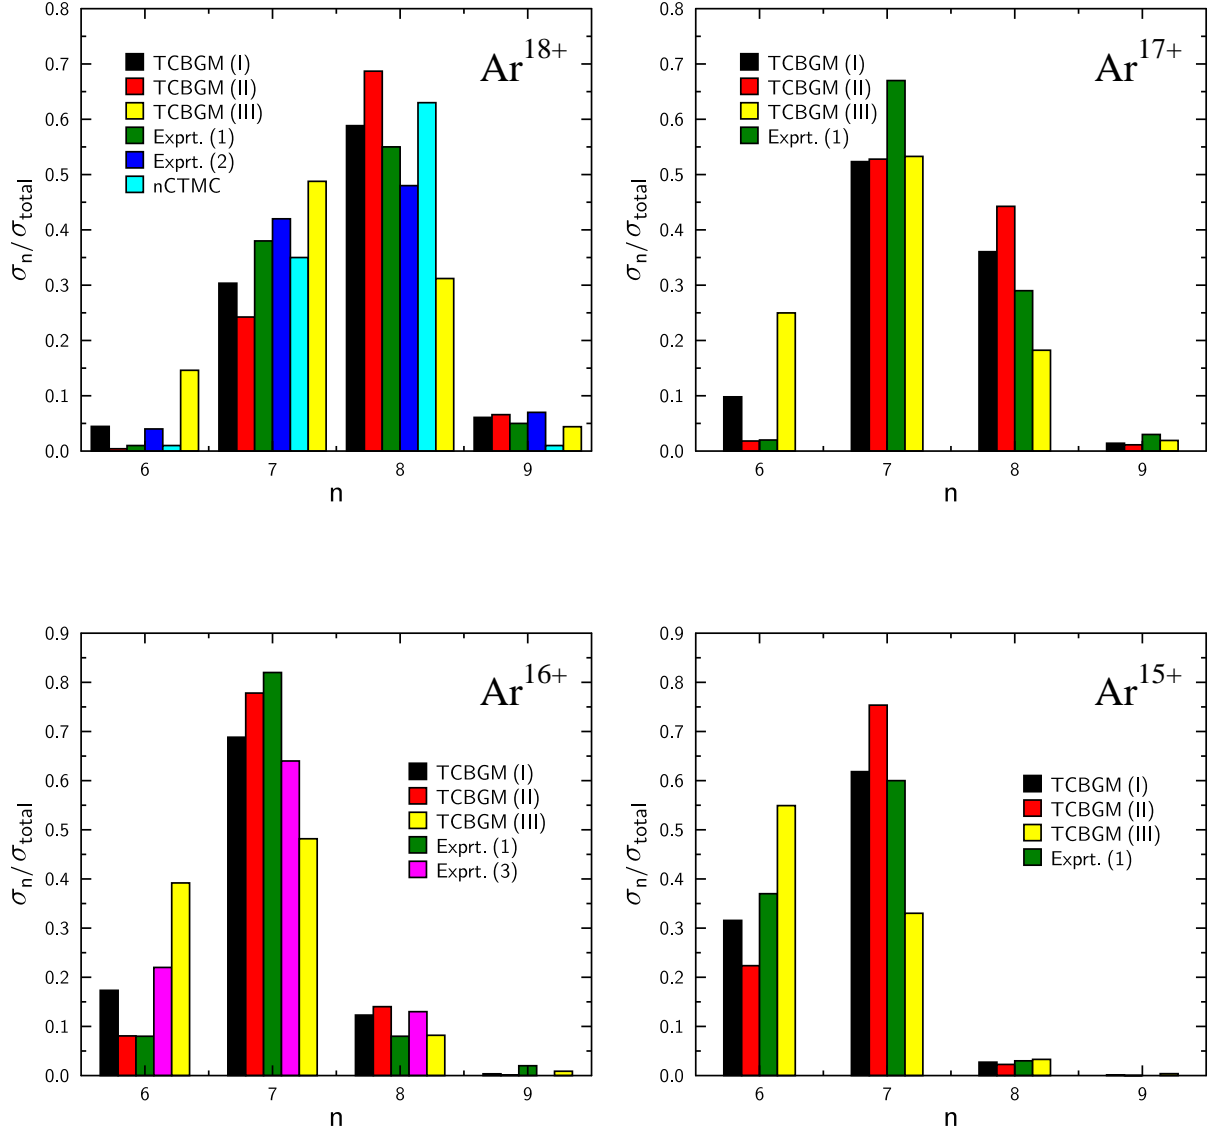 0.8
0.7
0.6
0.5
0.4
0.3
0.2
0.1
0.0
σn/σtotal
TCBGM (I)
TCBGM (II)
TCBGM (III)
Exprt. (1)
Exprt. (2)
nCTMC
Ar18+
6 7 8 9
n
0.8
0.7
0.6
0.5
0.4
0.3
0.2
0.1
0.0
σn/σtotal
TCBGM (I)
TCBGM (II)
TCBGM (III)
Exprt. (1)
Ar17+
6 7 8 9
n
0.9
0.8
0.7
0.6
0.5
0.4
0.3
0.2
0.1
0.0
σn/σtotal
Ar16+
TCBGM (I)
TCBGM (II)
TCBGM (III)
Exprt. (1)
Exprt. (3)
6 7 8 9
n
0.9
0.8
0.7
0.6
0.5
0.4
0.3
0.2
0.1
0.0
σn/σtotal
Ar15+
TCBGM (I)
TCBGM (II)
TCBGM (III)
Exprt. (1)
6 7 8 9
n